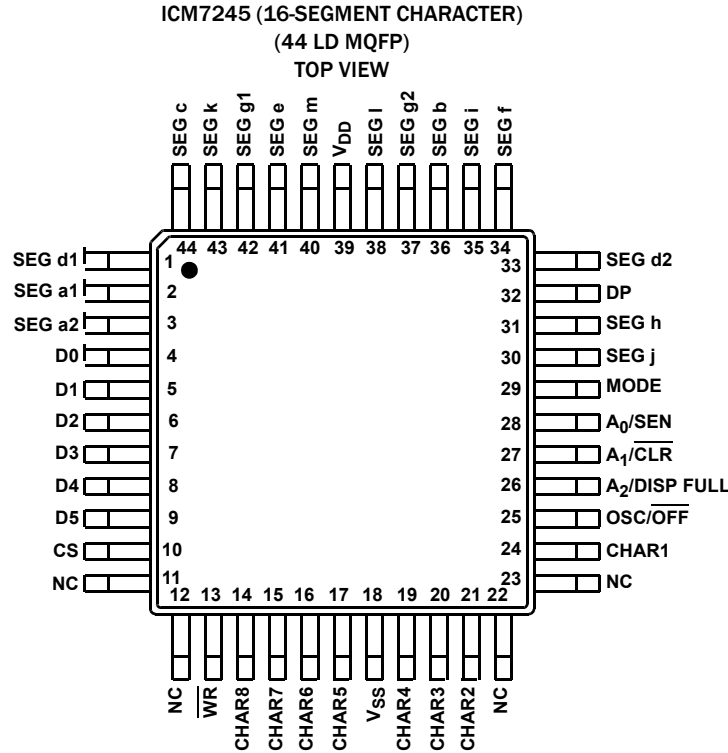 ICM7245 (16-SEGMENT CHARACTER)
(44 LD MQFP)
TOP VIEW
SEG c
SEG k
SEG g1
SEG e
SEG m
VDD
SEG l
SEG g2
SEG b
SEG i
SEG f
44 43 42 41 40 39 38 37 36 35 34
SEG d1 1
SEG a1 2
SEG a2 3
D0 4
D1 5
D2 6
D3 7
D4 8
D5 9
CS 10
NC 11
33 SEG d2
32 DP
31 SEG h
30 SEG j
29 MODE
28 A0/SEN
27 A1/C̅L̅R̅
26 A2/DISP FULL
25 OSC/O̅F̅F̅
24 CHAR1
23 NC
12 13 14 15 16 17 18 19 20 21 22
NC
W̅R̅
CHAR8
CHAR7
CHAR6
CHAR5
VSS
CHAR4
CHAR3
CHAR2
NC